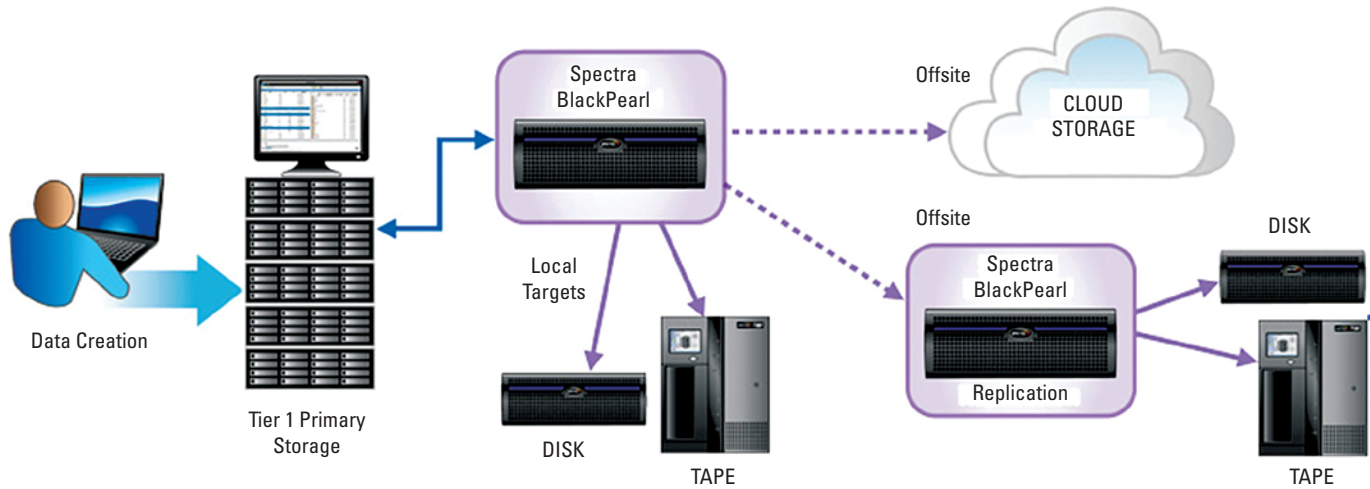 Data Creation
Tier 1 Primary
Storage
Spectra
BlackPearl
Local
Targets
DISK
TAPE
Offsite
CLOUD
STORAGE
Offsite
Spectra
BlackPearl
Replication
DISK
TAPE